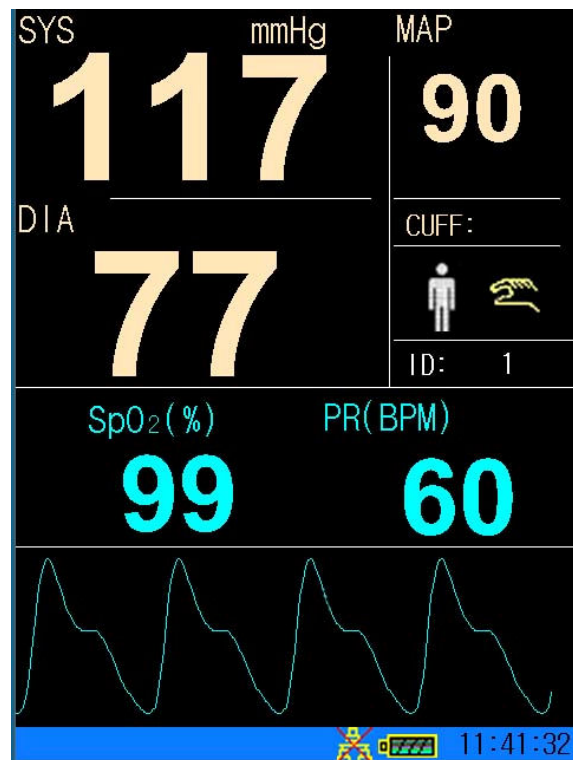 SYS mmHg MAP
117
90
DIA
77
CUFF:
ID: 1
SpO₂(%) PR(BPM)
99 60
11:41:32